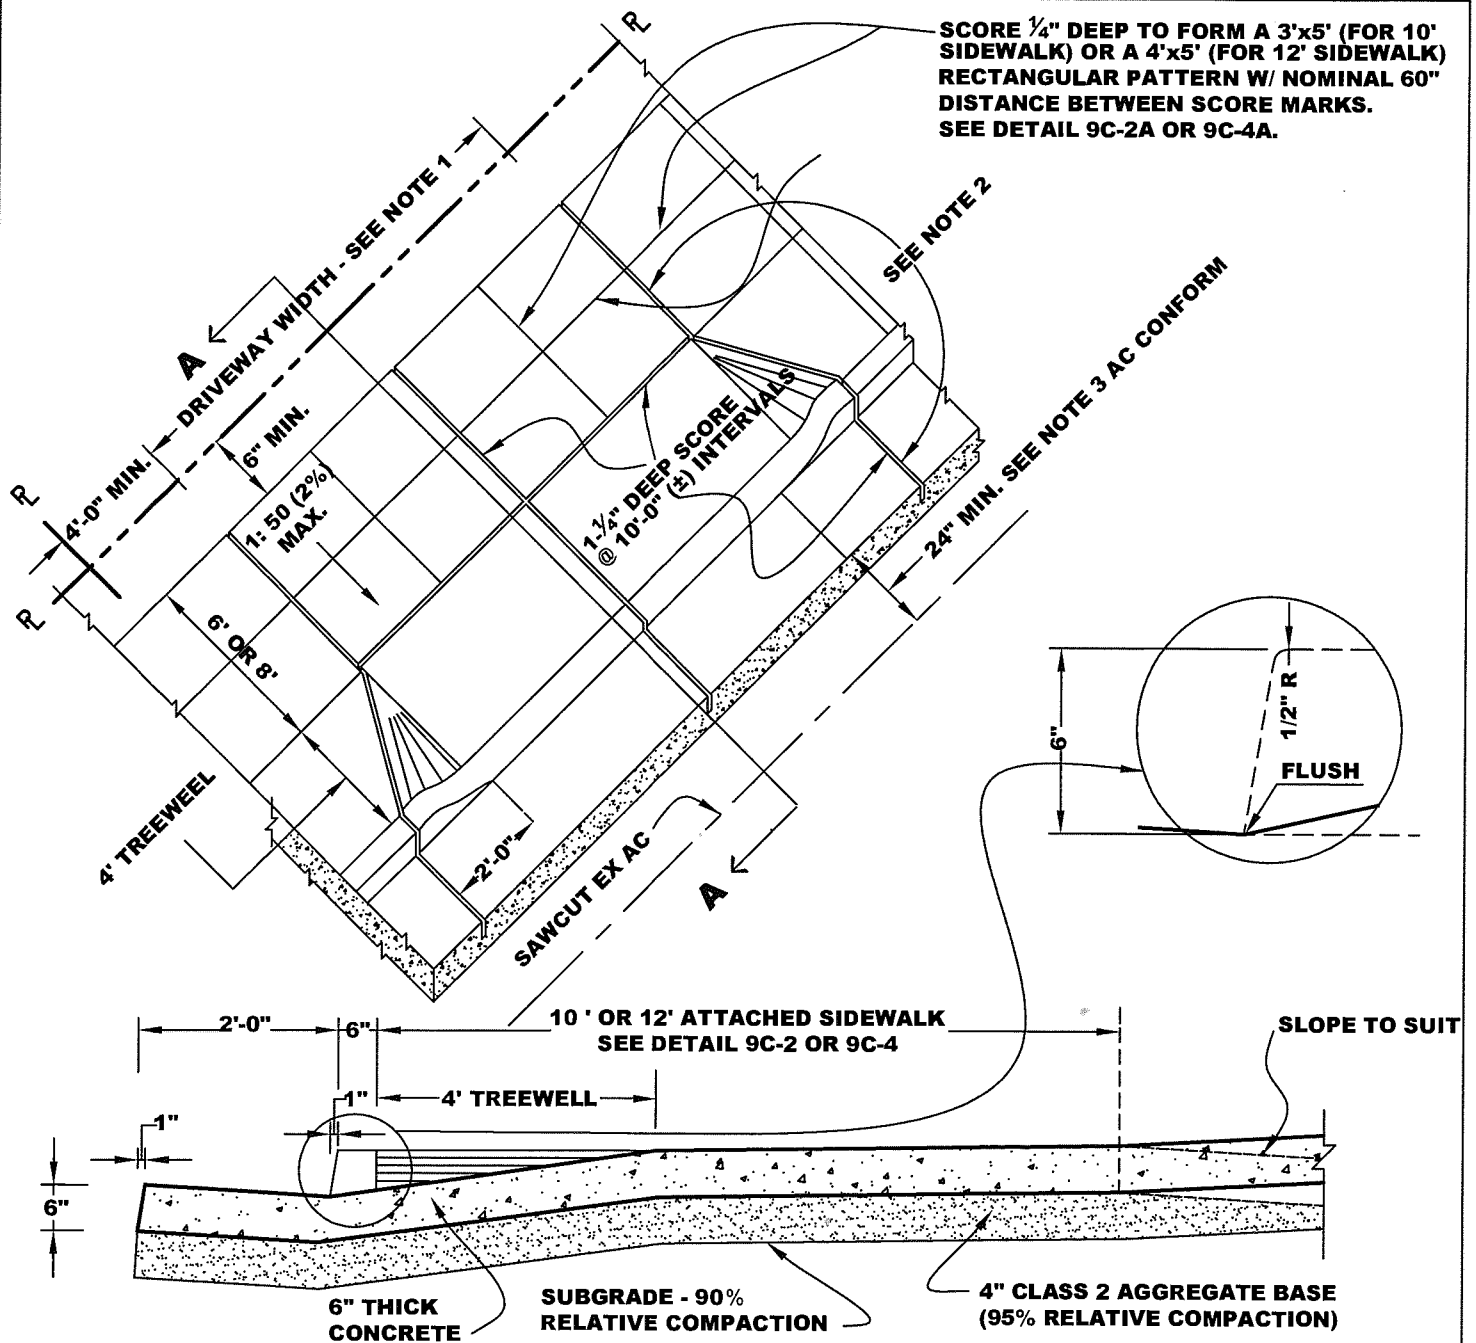 SCORE ¼" DEEP TO FORM A 3'x5' (FOR 10'
SIDEWALK) OR A 4'x5' (FOR 12' SIDEWALK)
RECTANGULAR PATTERN W/ NOMINAL 60"
DISTANCE BETWEEN SCORE MARKS.
SEE DETAIL 9C-2A OR 9C-4A.
PL
DRIVEWAY WIDTH - SEE NOTE 1
SEE NOTE 2
24" MIN. SEE NOTE 3 AC CONFORM
A
6" MIN.
4'-0" MIN.
PL
PL
1: 50 (2%)
MAX.
1-¼" DEEP SCORE
@ 10'-0" (±) INTERVALS
6' OR 8'
4' TREEWEEL
2'-0"
SAWCUT EX AC
A
6"
1/2" R
FLUSH
2'-0"
6"
10 ' OR 12' ATTACHED SIDEWALK
SEE DETAIL 9C-2 OR 9C-4
SLOPE TO SUIT
1"
4' TREEWELL
1"
6"
6" THICK
CONCRETE
SUBGRADE - 90%
RELATIVE COMPACTION
4" CLASS 2 AGGREGATE BASE
(95% RELATIVE COMPACTION)